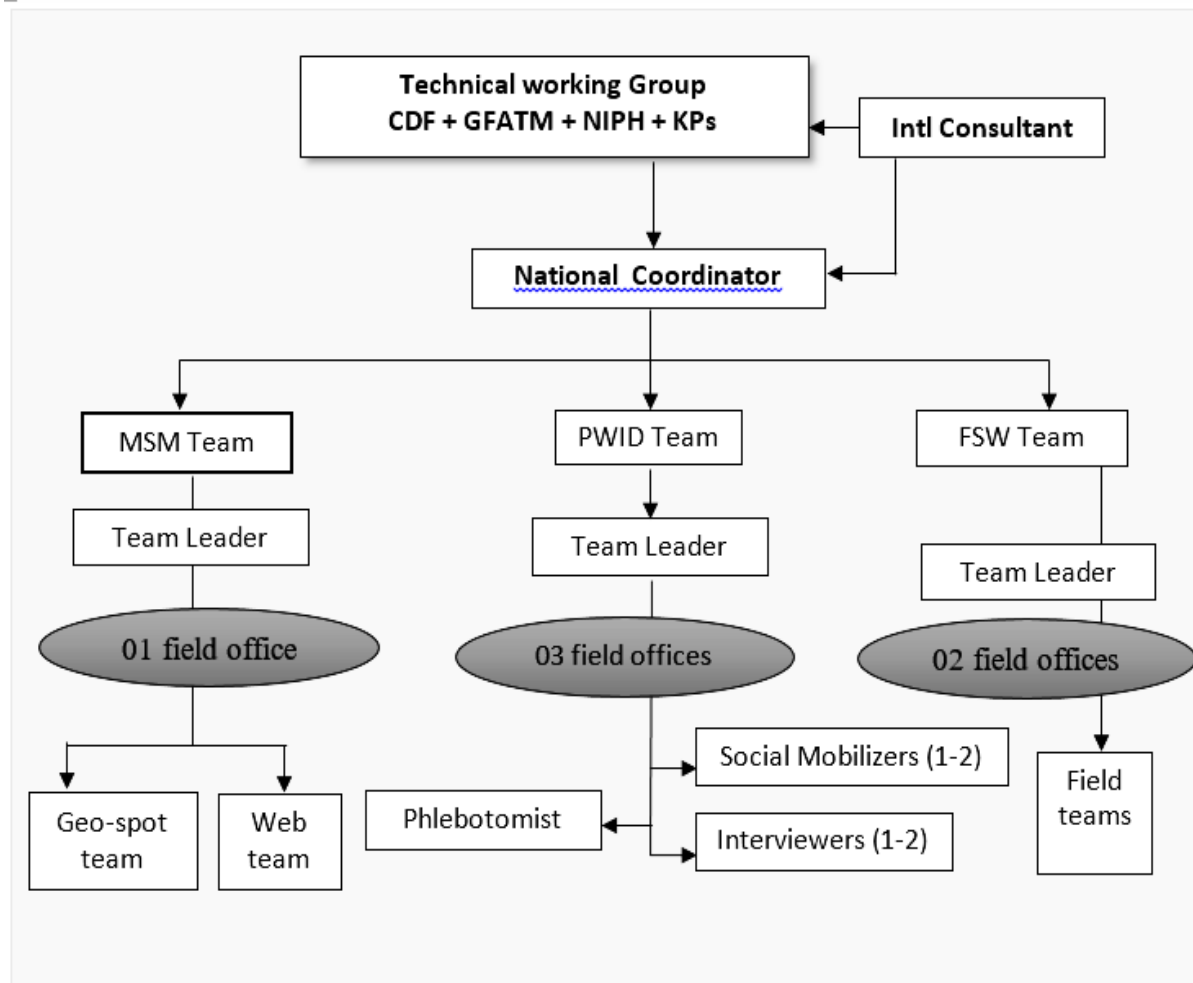 Technical working Group
CDF + GFATM + NIPH + KPs
Intl Consultant
National Coordinator
MSM Team
PWID Team
FSW Team
Team Leader
Team Leader
Team Leader
01 field office
03 field offices
02 field offices
Social Mobilizers (1-2)
Geo-spot
team
Web
team
Phlebotomist
Interviewers (1-2)
Field
teams